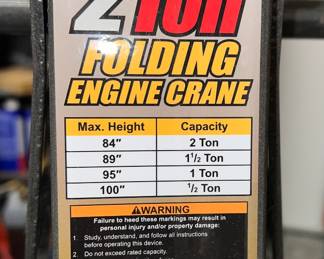 2 Ton
FOLDING
ENGINE CRANE
Max. Height Capacity
84" 2 Ton
89" 1 1/2 Ton
95" 1 Ton
100" 1/2 Ton
⚠WARNING
Failure to heed these markings may result in
personal injury and/or property damage:
1. Study, understand, and follow all instructions
before operating this device.
2. Do not exceed rated capacity.